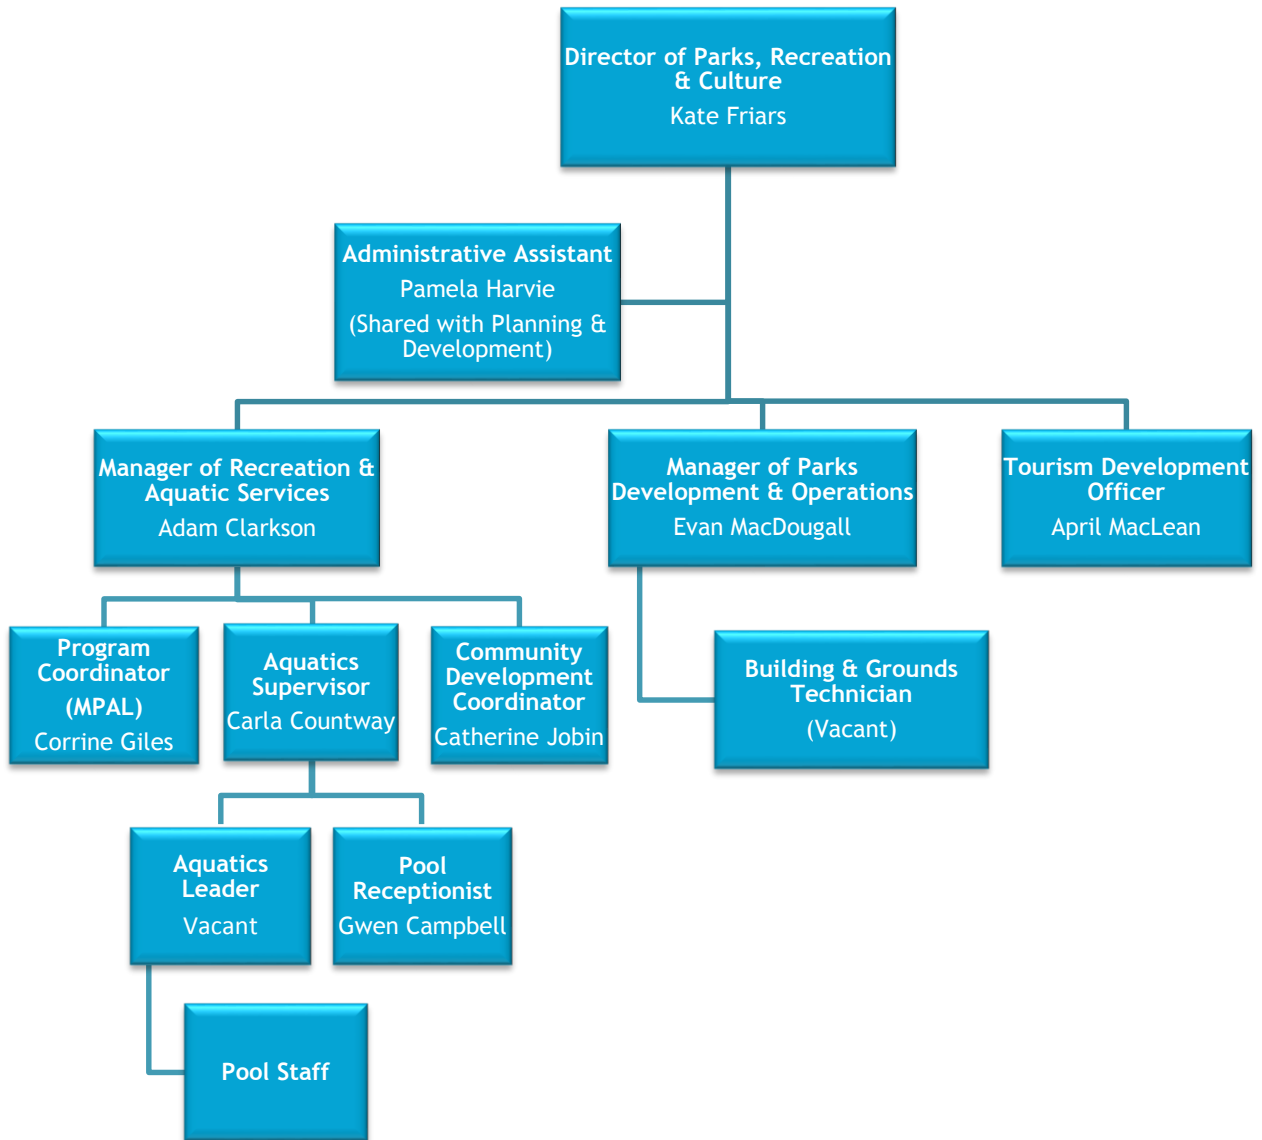 Director of Parks, Recreation
& Culture
Kate Friars
Administrative Assistant
Pamela Harvie
(Shared with Planning &
Development)
Manager of Recreation &
Aquatic Services
Adam Clarkson
Manager of Parks
Development & Operations
Evan MacDougall
Tourism Development
Officer
April MacLean
Program
Coordinator
(MPAL)
Corrine Giles
Aquatics
Supervisor
Carla Countway
Community
Development
Coordinator
Catherine Jobin
Building & Grounds
Technician
(Vacant)
Aquatics
Leader
Vacant
Pool
Receptionist
Gwen Campbell
Pool Staff